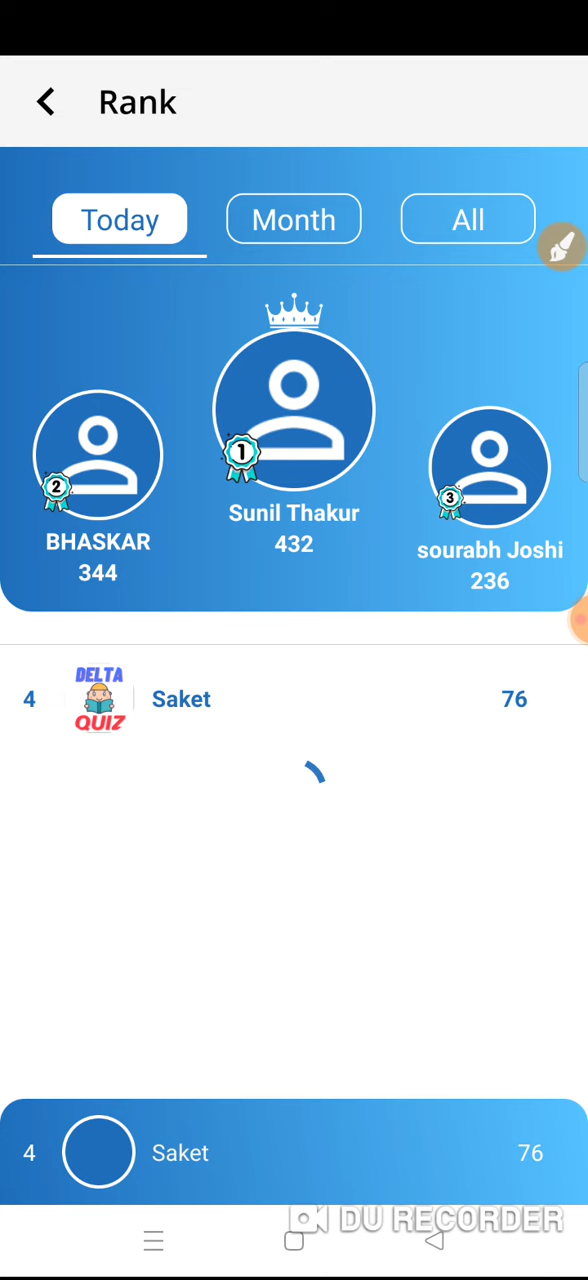 Rank
Today
Month
All
1
2
3
Sunil Thakur
432
BHASKAR
344
sourabh Joshi
236
4
DELTA
QUIZ
Saket
76
4
Saket
76
DU RECORDER